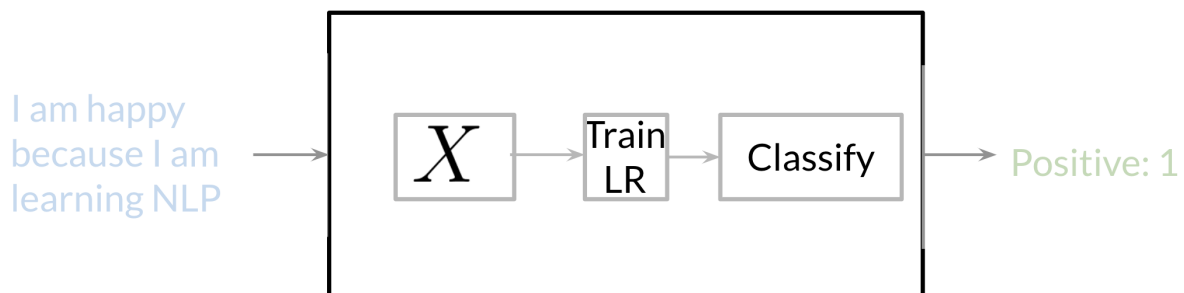 I am happy
because I am
learning NLP
X
Train
LR
Classify
Positive: 1